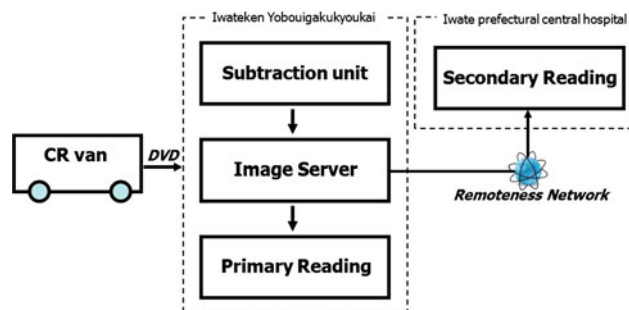 Iwateken Yobouigakukyoukai
Iwate prefectural central hospital
Subtraction unit
Secondary Reading
CR van
DVD
Image Server
Remoteness Network
Primary Reading